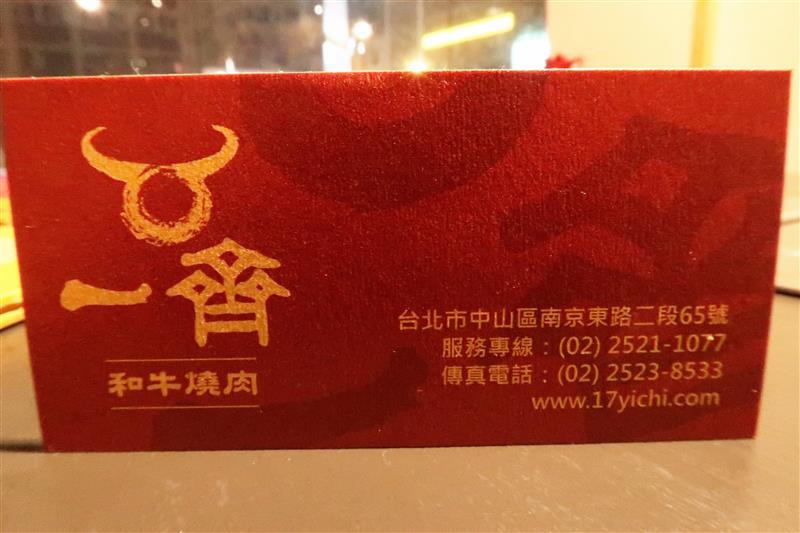 一齊
和牛燒肉
台北市中山區南京東路二段65號
服務專線：(02) 2521-1077
傳真電話：(02) 2523-8533
www.17yichi.com